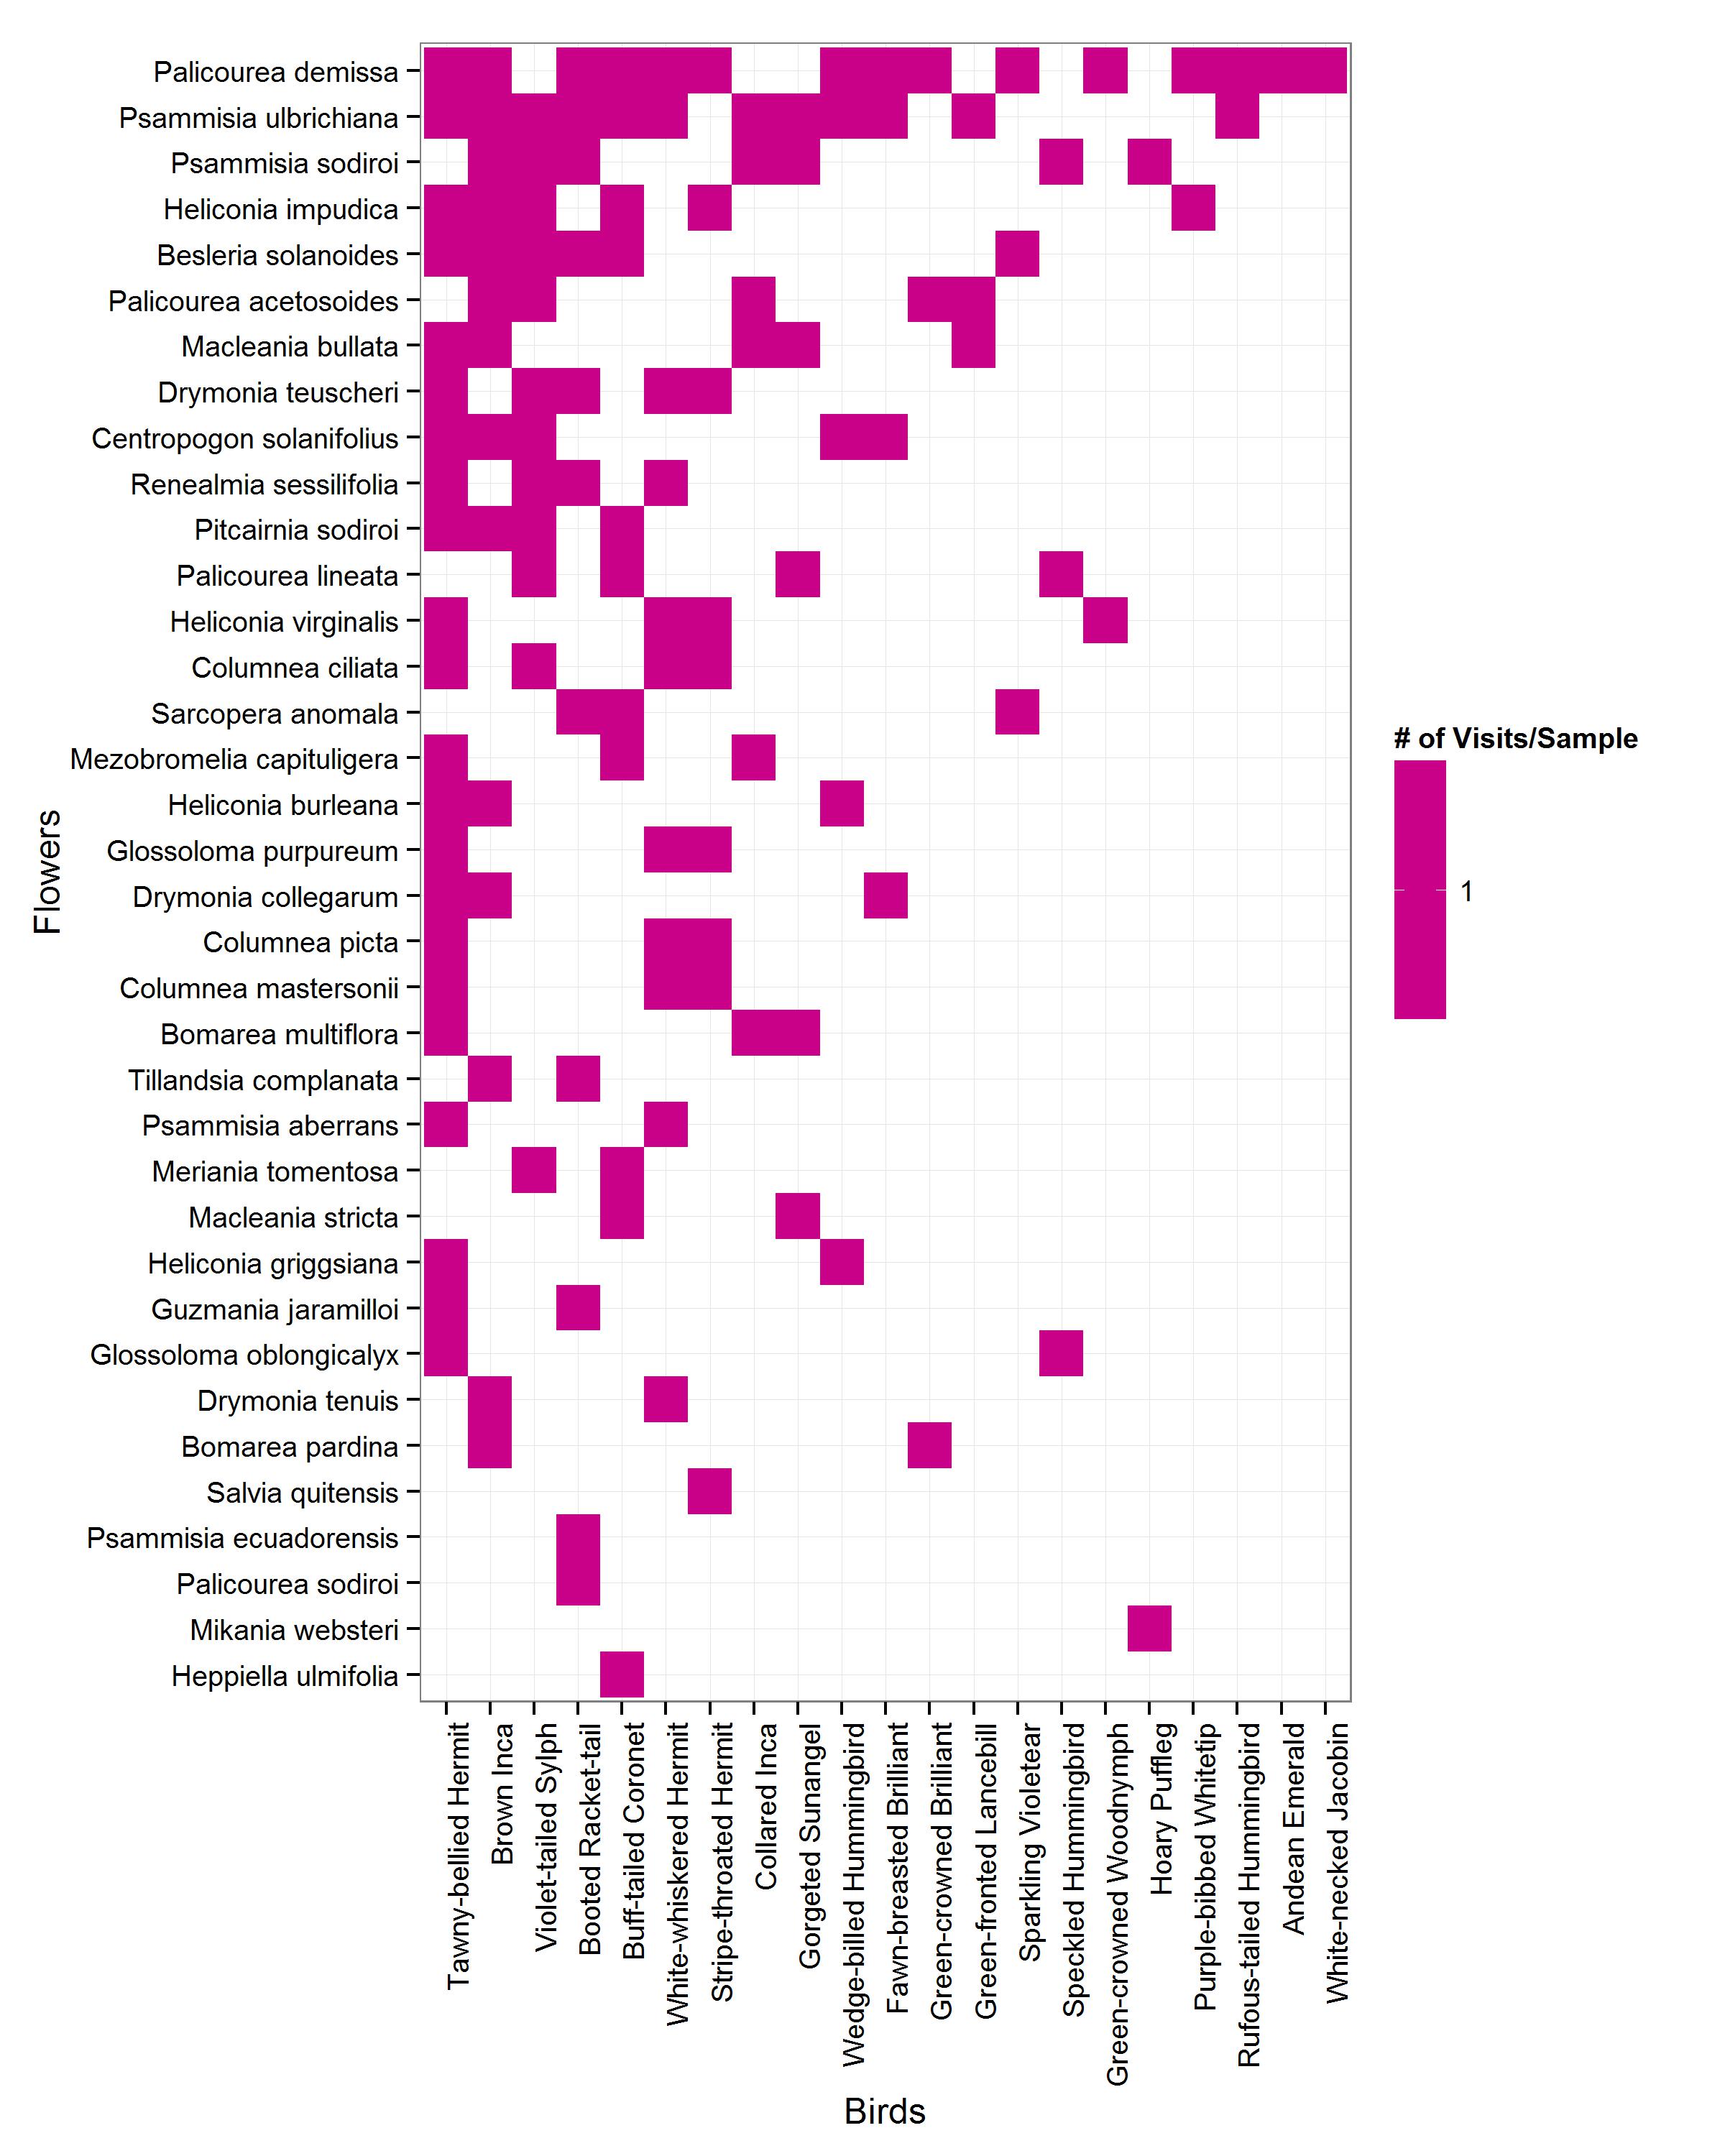 Palicourea demissa
Psammisia ulbrichiana
Psammisia sodiroi
Heliconia impudica
Besleria solanoides
Palicourea acetosoides
Macleania bullata
Drymonia teuscheri
Centropogon solanifolius
Renealmia sessilifolia
Pitcairnia sodiroi
Palicourea lineata
Heliconia virginalis
Columnea ciliata
Sarcopera anomala
Mezobromelia capituligera
Heliconia burleana
Glossoloma purpureum
Drymonia collegarum
Columnea picta
Columnea mastersonii
Bomarea multiflora
Tillandsia complanata
Psammisia aberrans
Meriania tomentosa
Macleania stricta
Heliconia griggsiana
Guzmania jaramilloi
Glossoloma oblongicalyx
Drymonia tenuis
Bomarea pardina
Salvia quitensis
Psammisia ecuadorensis
Palicourea sodiroi
Mikania websteri
Heppiella ulmifolia
Flowers
Tawny-bellied Hermit
Brown Inca
Violet-tailed Sylph
Booted Racket-tail
Buff-tailed Coronet
White-whiskered Hermit
Stripe-throated Hermit
Collared Inca
Gorgeted Sunangel
Wedge-billed Hummingbird
Fawn-breasted Brilliant
Green-crowned Brilliant
Green-fronted Lancebill
Sparkling Violetear
Speckled Hummingbird
Green-crowned Woodnymph
Hoary Puffleg
Purple-bibbed Whitetip
Rufous-tailed Hummingbird
Andean Emerald
White-necked Jacobin
Birds
# of Visits/Sample
1